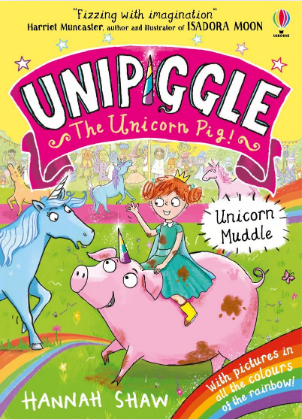 "Fizzing with imagination"
Harriet Muncaster, author and illustrator of ISADORA MOON
USBORNE
UNIPIGGLE
The Unicorn Pig!
Unicorn
Muddle
HANNAH SHAW
With pictures in
all the colours
of the rainbow!